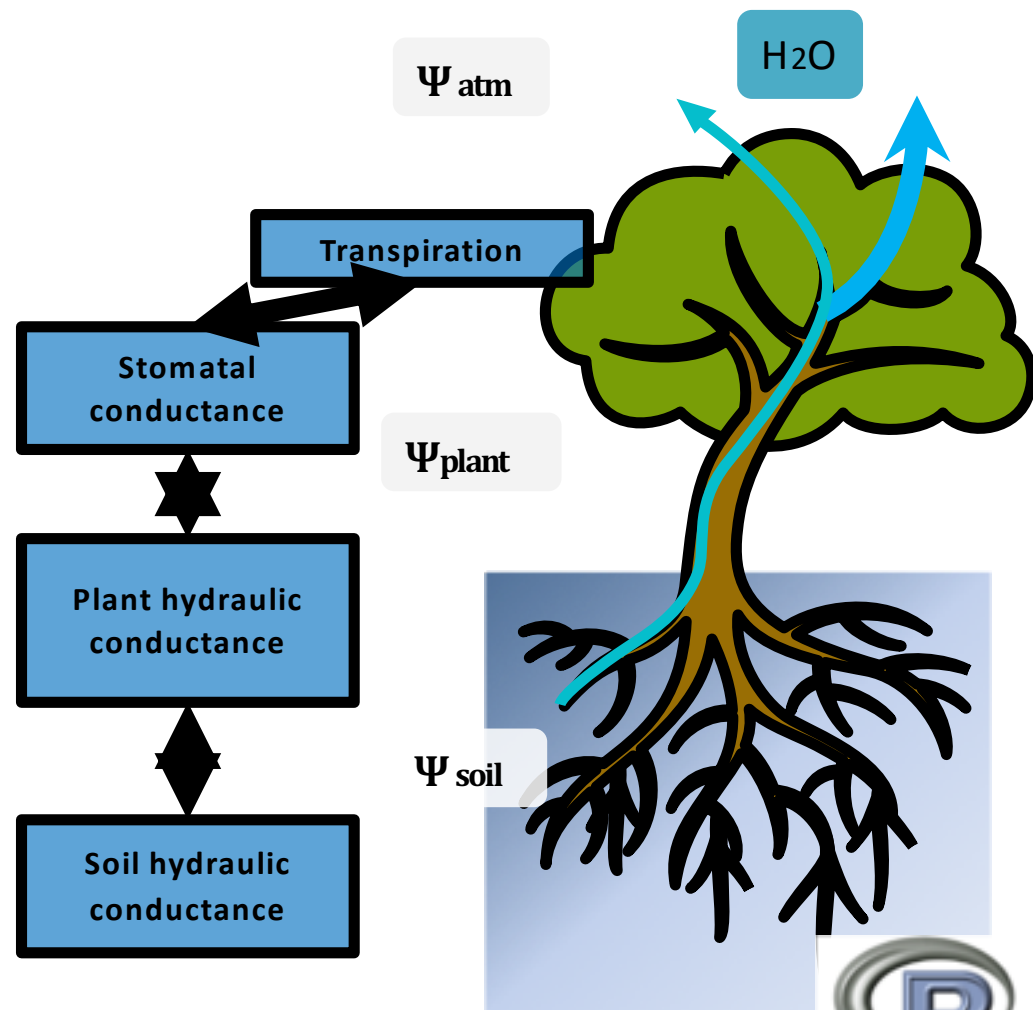 Ψ atm
H2O
Transpiration
Stomatal
conductance
Ψplant
Plant hydraulic
conductance
Ψ soil
Soil hydraulic
conductance
R